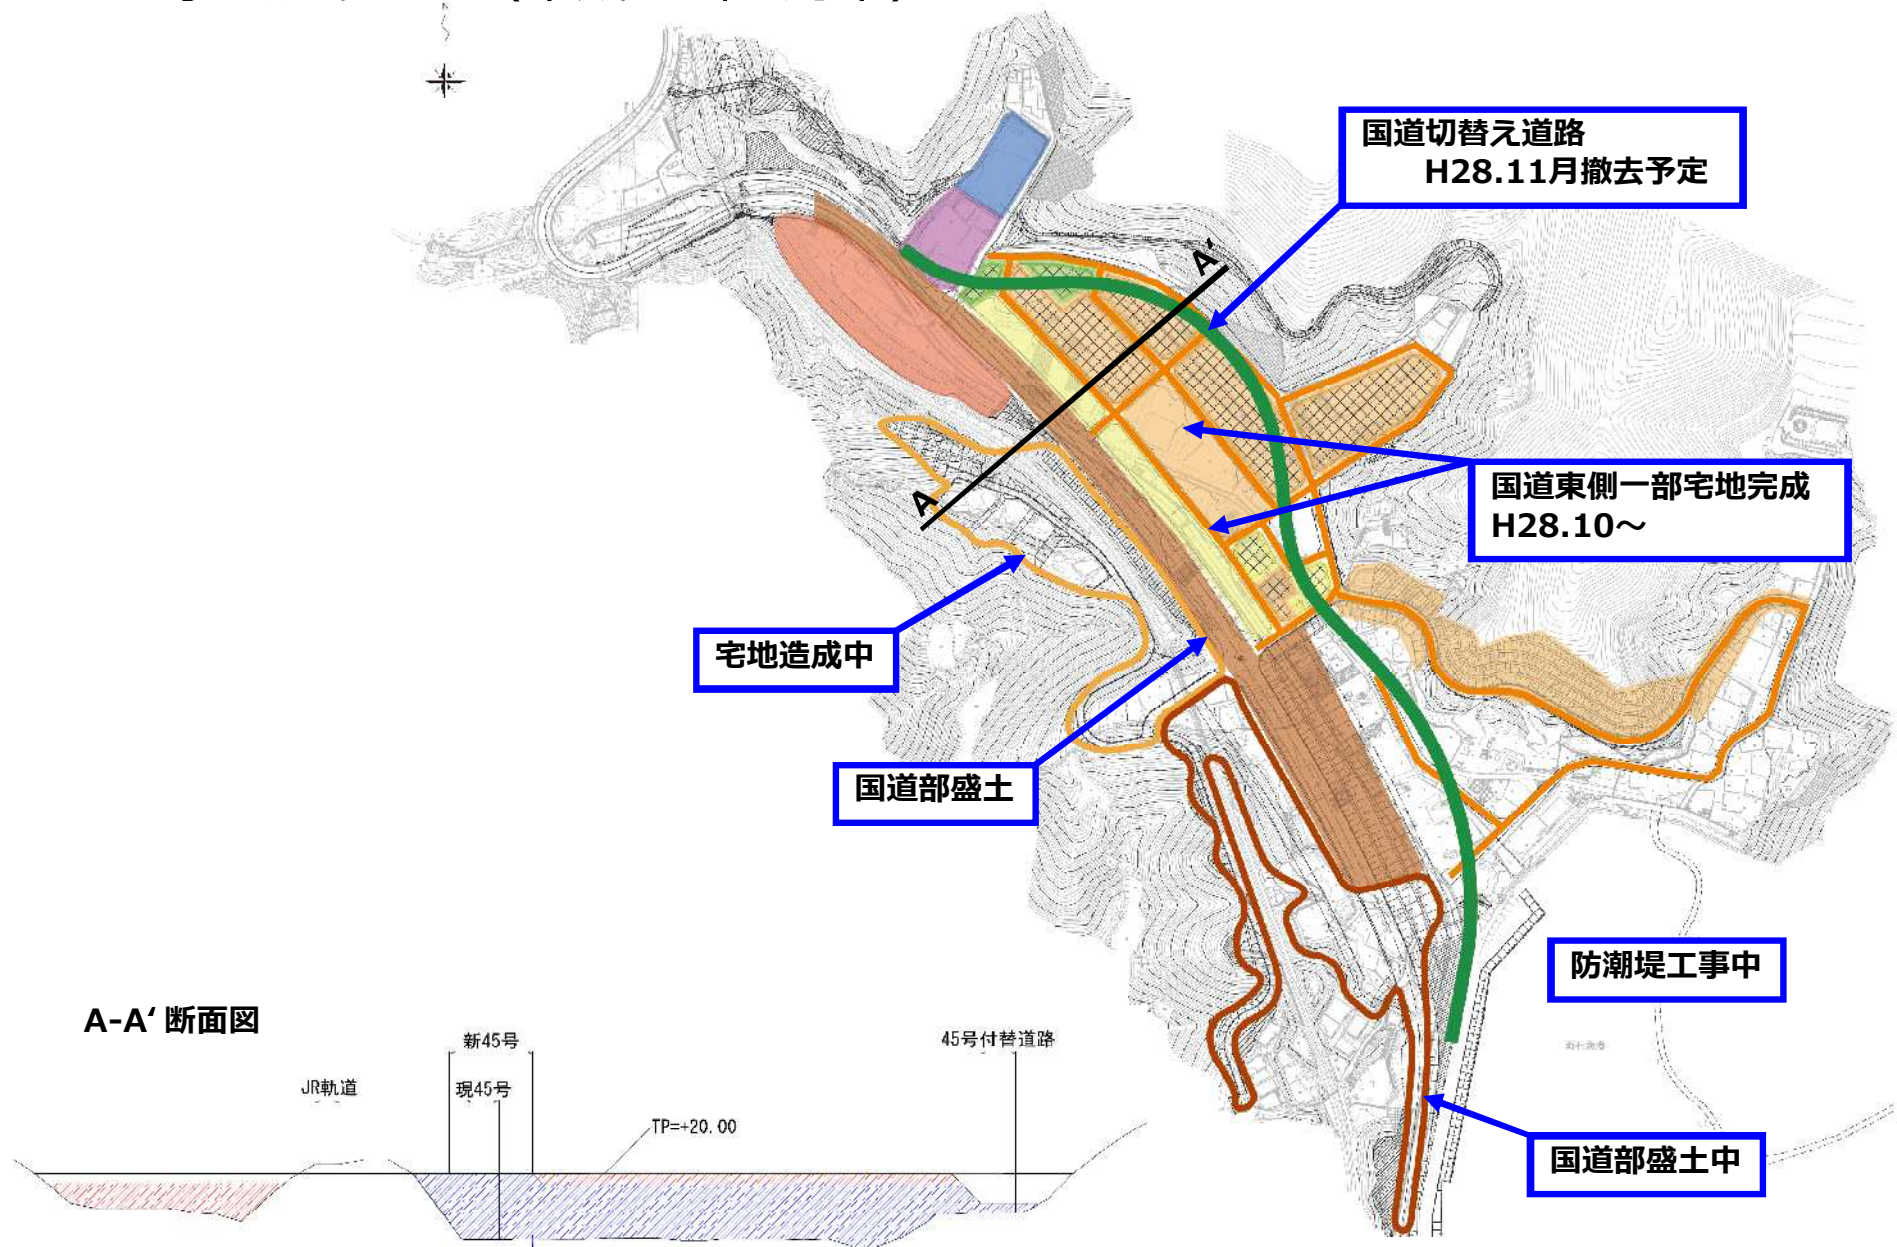 国道切替え道路
H28.11月撤去予定
A′
A
国道東側一部宅地完成
H28.10～
宅地造成中
国道部盛土
防潮堤工事中
国道部盛土中
A-A‘ 断面図
新45号
45号付替道路
JR軌道
現45号
TP=+20.00